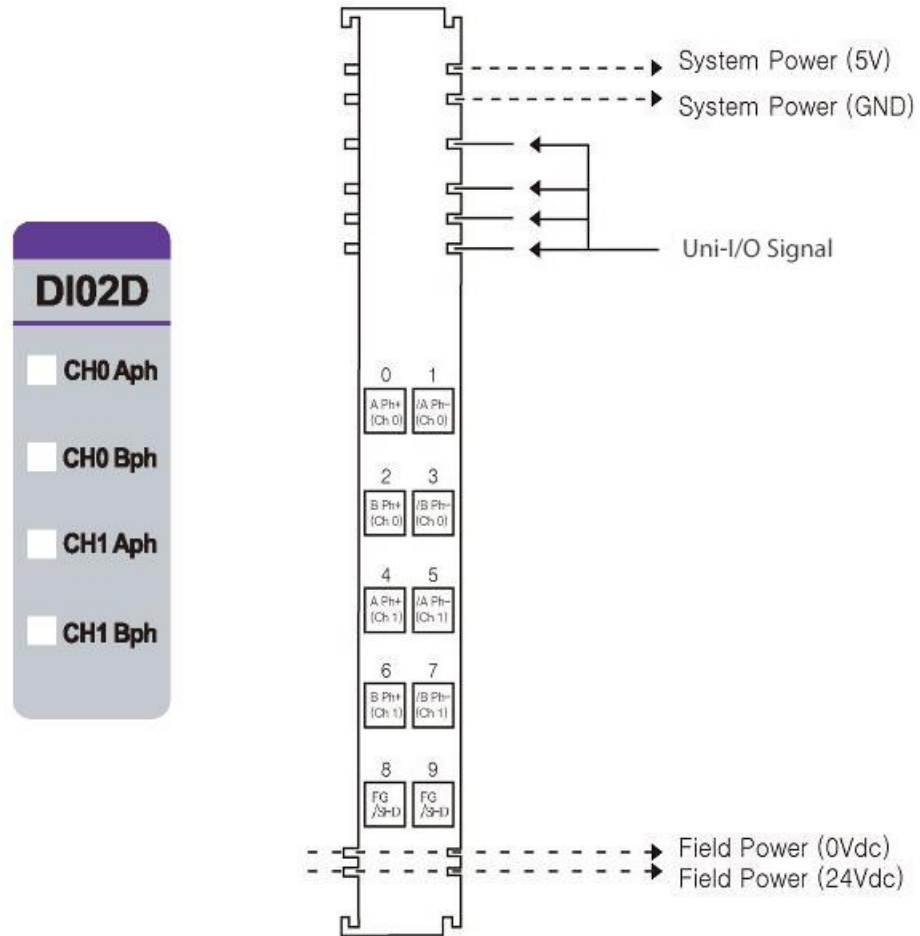 System Power (5V)
System Power (GND)
Uni-I/O Signal
DI02D
CH0 Aph
CH0 Bph
CH1 Aph
CH1 Bph
0 1
A Ph+ /A Ph-
(Ch 0) (Ch 0)
2 3
B Ph+ /B Ph-
(Ch 0) (Ch 0)
4 5
A Ph+ /A Ph-
(Ch 1) (Ch 1)
6 7
B Ph+ /B Ph-
(Ch 1) (Ch 1)
8 9
FG FG
/SHD /SHD
Field Power (0Vdc)
Field Power (24Vdc)